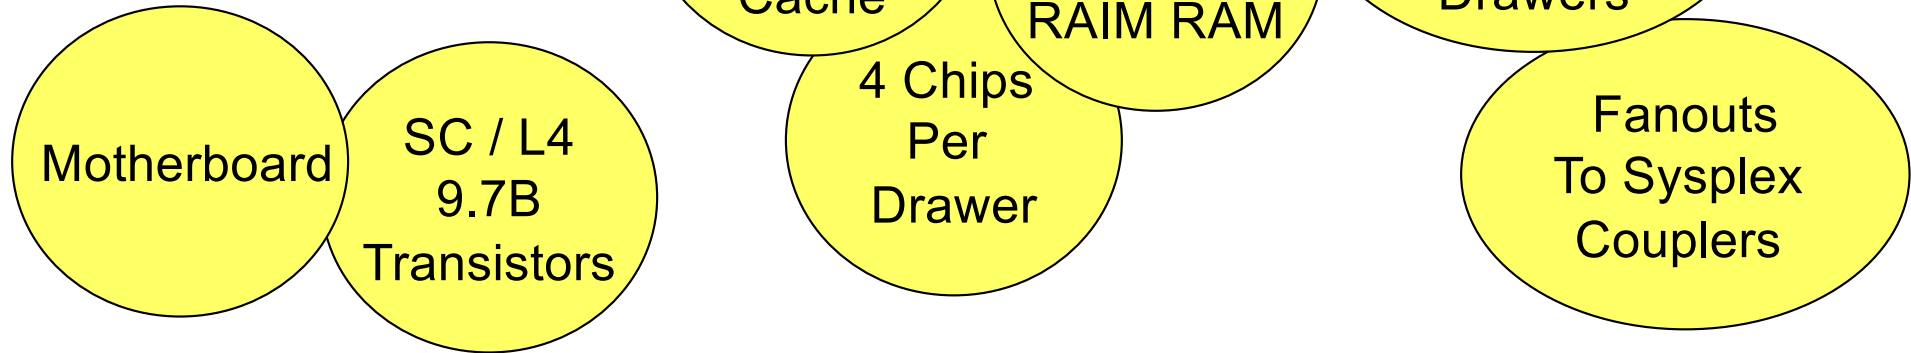 Motherboard
SC / L4
9.7B
Transistors
Cache
4 Chips
Per
Drawer
RAIM RAM
Drawers
Fanouts
To Sysplex
Couplers